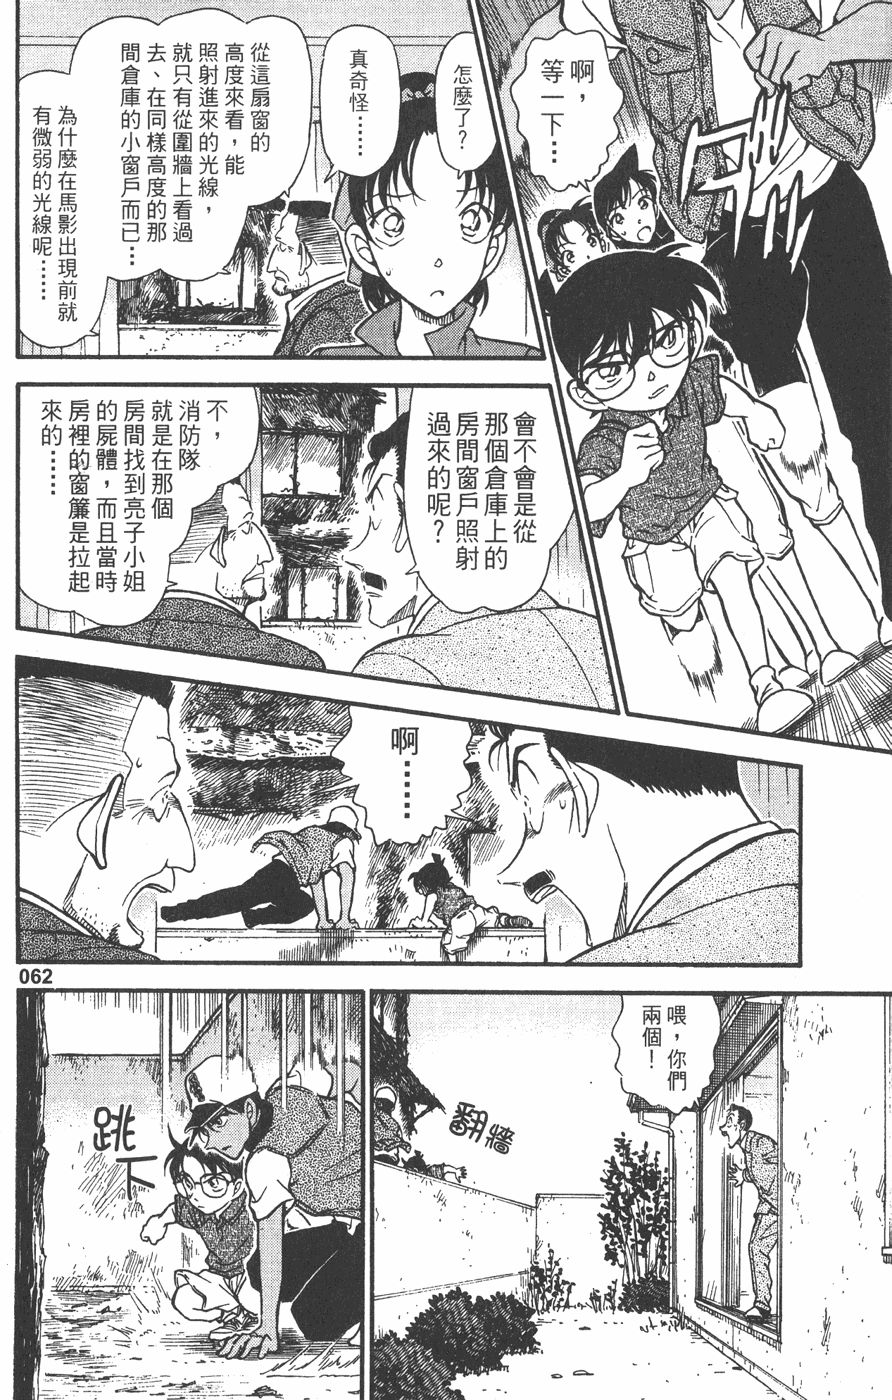 啊，
等一下…
怎麼了？
真奇怪……
從這扇窗的
高度來看，能
照射進來的光線，
就只有從圍牆上看過
去、在同樣高度的那
間倉庫的小窗戶而已…
為什麼在馬影出現前就
有微弱的光線呢……
會不會是從
那個倉庫上的
房間窗戶照射
過來的呢？
不，
消防隊
就是在那個
房間找到亮子小姐
的屍體，而且當時
房裡的窗簾是拉起
來的……
啊……
062
喂，你們
兩個！
翻牆
跳下